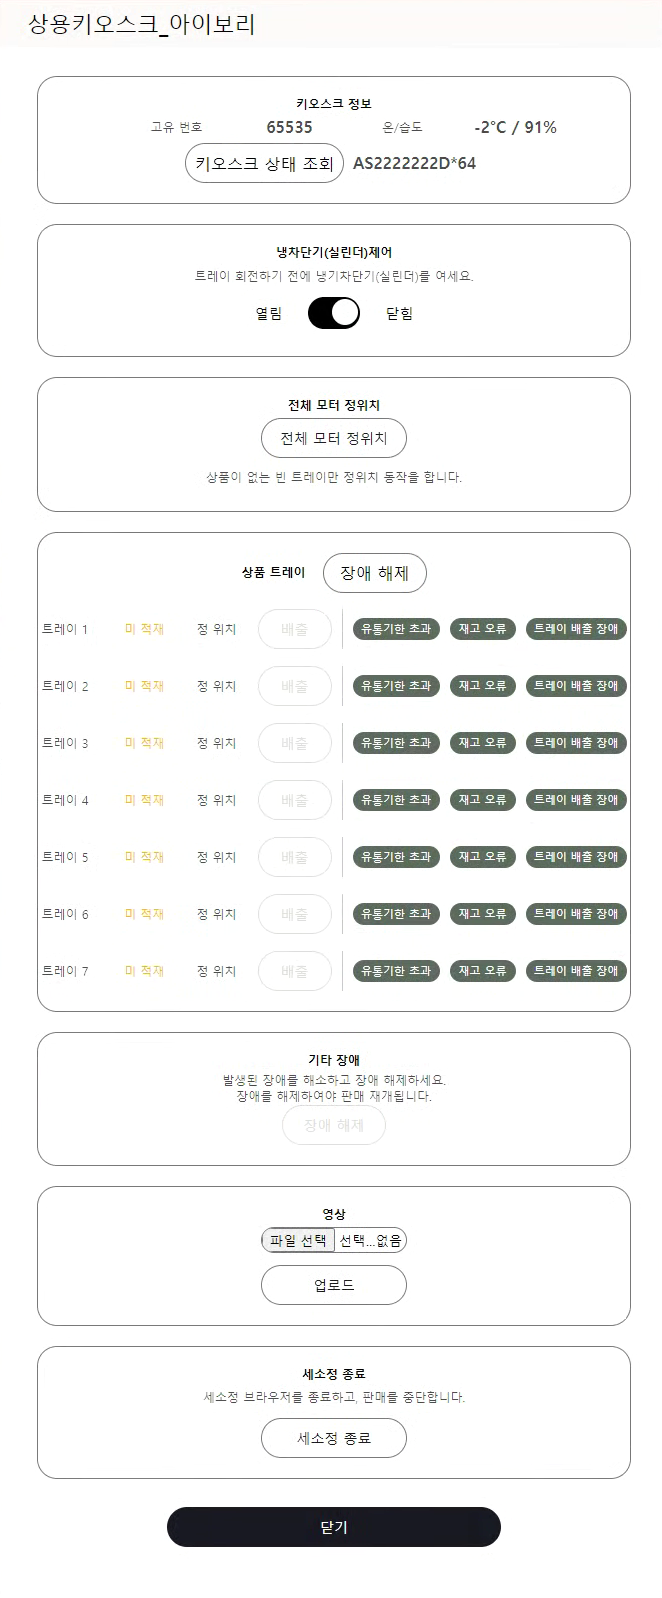 상용키오스크_아이보리
키오스크 정보
고유 번호 65535 온/습도 -2°C / 91%
키오스크 상태 조회 AS2222222D*64
냉차단기(실린더)제어
트레이 회전하기 전에 냉기차단기(실린더)를 여세요.
열림 닫힘
전체 모터 정위치
전체 모터 정위치
상품이 없는 빈 트레이만 정위치 동작을 합니다.
상품 트레이 장애 해제
트레이 1 미 적재 정 위치 배출 유통기한 초과 재고 오류 트레이 배출 장애
트레이 2 미 적재 정 위치 배출 유통기한 초과 재고 오류 트레이 배출 장애
트레이 3 미 적재 정 위치 배출 유통기한 초과 재고 오류 트레이 배출 장애
트레이 4 미 적재 정 위치 배출 유통기한 초과 재고 오류 트레이 배출 장애
트레이 5 미 적재 정 위치 배출 유통기한 초과 재고 오류 트레이 배출 장애
트레이 6 미 적재 정 위치 배출 유통기한 초과 재고 오류 트레이 배출 장애
트레이 7 미 적재 정 위치 배출 유통기한 초과 재고 오류 트레이 배출 장애
기타 장애
발생된 장애를 해소하고 장애 해제하세요.
장애를 해제하여야 판매 재개됩니다.
장애 해제
영상
파일 선택 선택...없음
업로드
세소정 종료
세소정 브라우저를 종료하고, 판매를 중단합니다.
세소정 종료
닫기